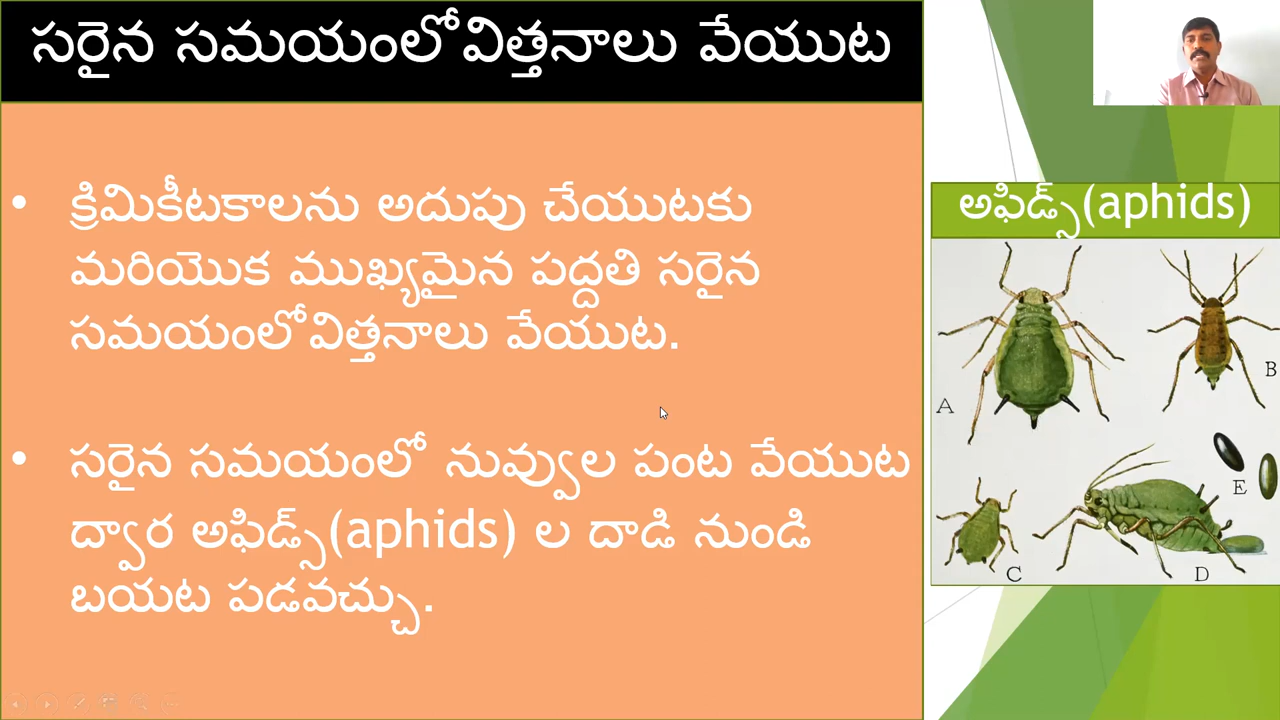 సరైన సమయంలోవిత్తనాలు వేయుట
• క్రిమికీటకాలను అదుపు చేయుటకు
మరియొక ముఖ్యమైన పద్దతి సరైన
సమయంలోవిత్తనాలు వేయుట.
• సరైన సమయంలో నువ్వుల పంట వేయుట
ద్వార అఫిడ్స్(aphids) ల దాడి నుండి
బయట పడవచ్చు.
అఫిడ్స్(aphids)
A
B
C
D
E